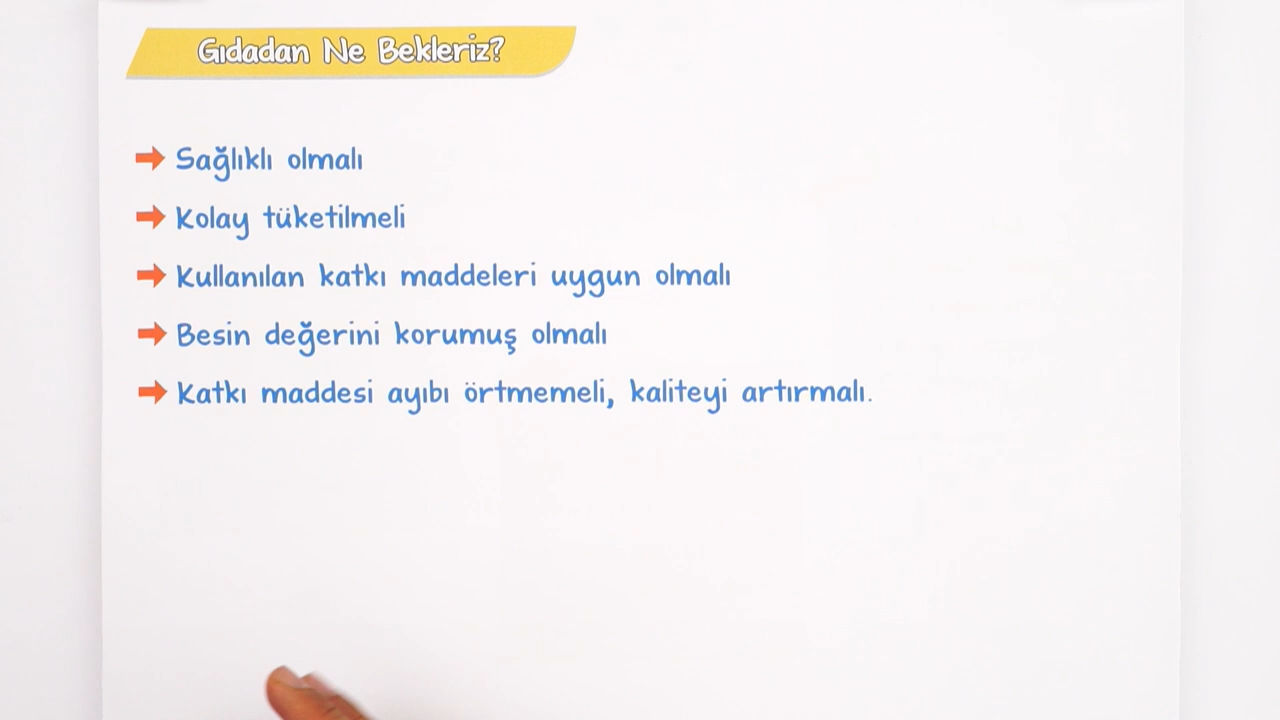 Gıdadan Ne Bekleriz?
Sağlıklı olmalı
Kolay tüketilmeli
Kullanılan katkı maddeleri uygun olmalı
Besin değerini korumuş olmalı
Katkı maddesi ayıbı örtmemeli, kaliteyi artırmalı.